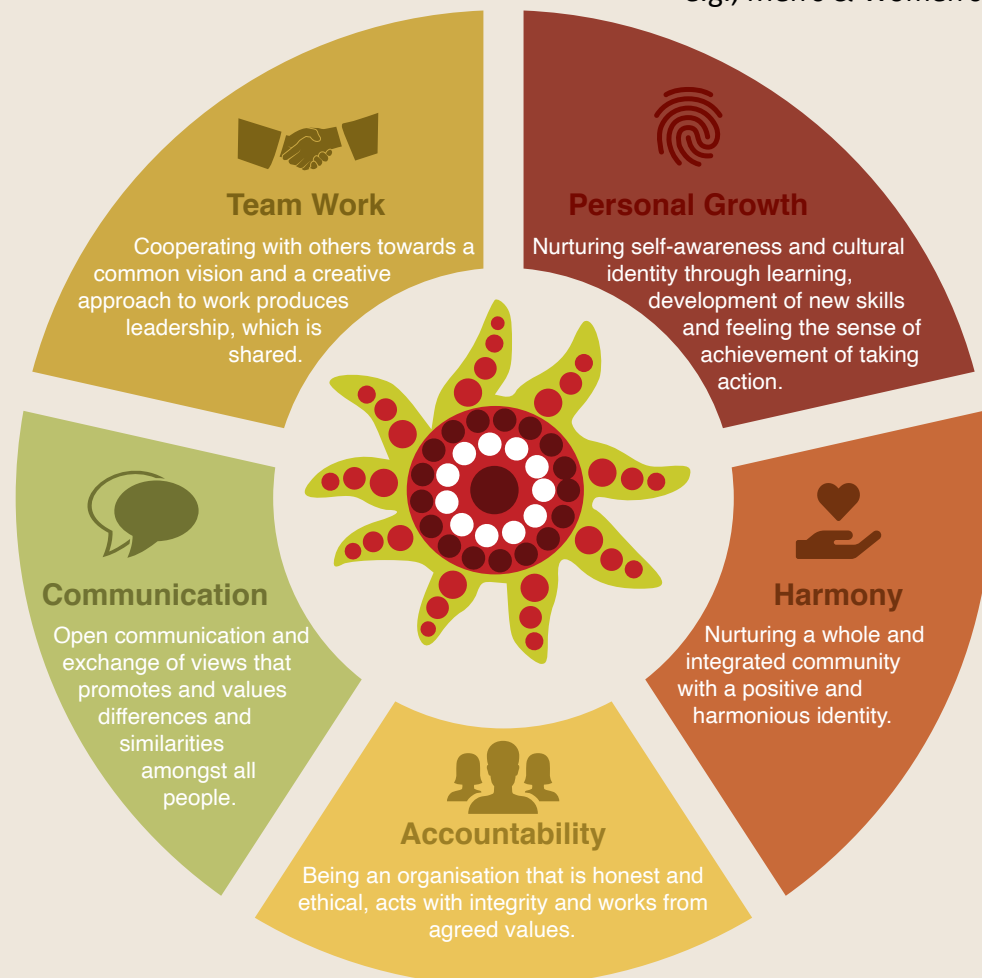 Team Work
Cooperating with others towards a
common vision and a creative
approach to work produces
leadership, which is
shared.
Personal Growth
Nurturing self-awareness and cultural
identity through learning,
development of new skills
and feeling the sense of
achievement of taking
action.
Communication
Open communication and
exchange of views that
promotes and values
differences and
similarities
amongst all
people.
Harmony
Nurturing a whole and
integrated community
with a positive and
harmonious identity.
Accountability
Being an organisation that is honest and
ethical, acts with integrity and works from
agreed values.